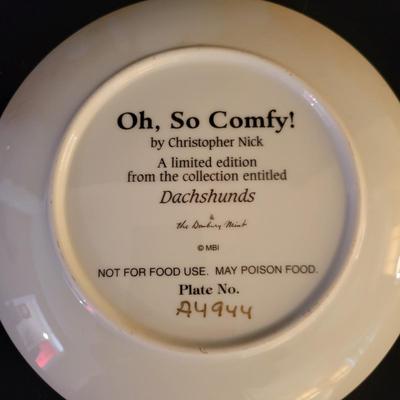 Oh, So Comfy!
by Christopher Nick
A limited edition
from the collection entitled
Dachshunds
the Danbury Mint
© MBI
NOT FOR FOOD USE. MAY POISON FOOD.
Plate No.
A4944